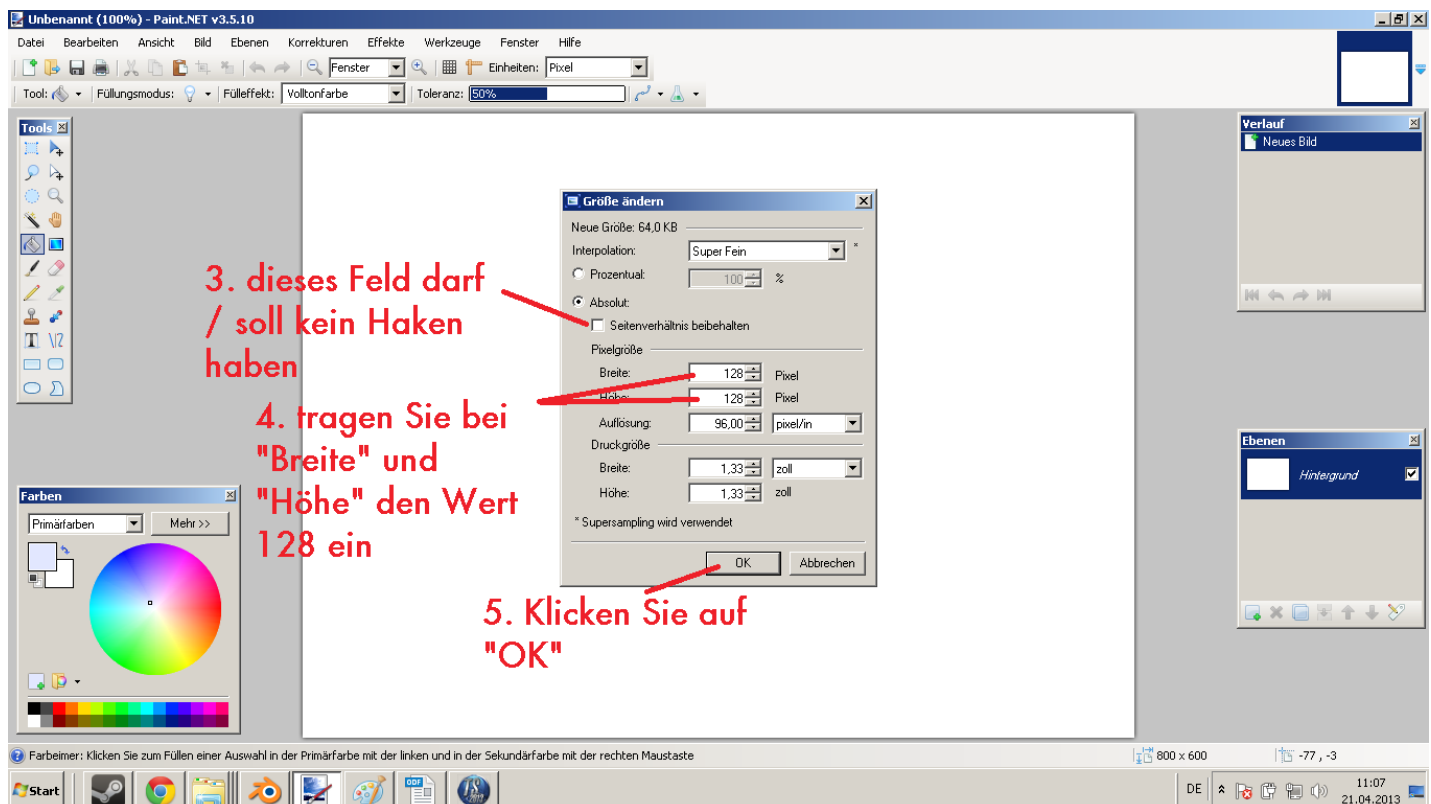 Unbenannt (100%) - Paint.NET v3.5.10
Datei Bearbeiten Ansicht Bild Ebenen Korrekturen Effekte Werkzeuge Fenster Hilfe
Fenster Einheiten: Pixel
Tool: Füllungsmodus: Fülleffekt: Volltonfarbe Toleranz: 50%
Tools
Verlauf
Neues Bild
Größe ändern
Neue Größe: 64,0 KB
Interpolation: Super Fein *
Prozentual: 100 %
Absolut:
Seitenverhältnis beibehalten
Pixelgröße
Breite: 128 Pixel
Höhe: 128 Pixel
Auflösung: 96,00 pixel/in
Druckgröße
Breite: 1,33 zoll
Höhe: 1,33 zoll
* Supersampling wird verwendet
OK Abbrechen
3. dieses Feld darf
/ soll kein Haken
haben
4. tragen Sie bei
"Breite" und
"Höhe" den Wert
128 ein
5. Klicken Sie auf
"OK"
Ebenen
Hintergrund
Farben
Primärfarben Mehr >>
Farbeimer: Klicken Sie zum Füllen einer Auswahl in der Primärfarbe mit der linken und in der Sekundärfarbe mit der rechten Maustaste
800 x 600
-77 , -3
Start
ODF
DE
11:07
21.04.2013